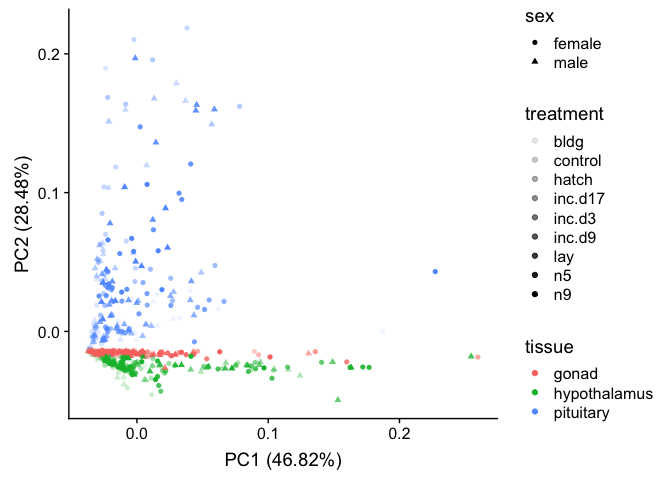 0.2
0.1
0.0
PC2 (28.48%)
0.0
0.1
0.2
PC1 (46.82%)
sex
female
male
treatment
bldg
control
hatch
inc.d17
inc.d3
inc.d9
lay
n5
n9
tissue
gonad
hypothalamus
pituitary